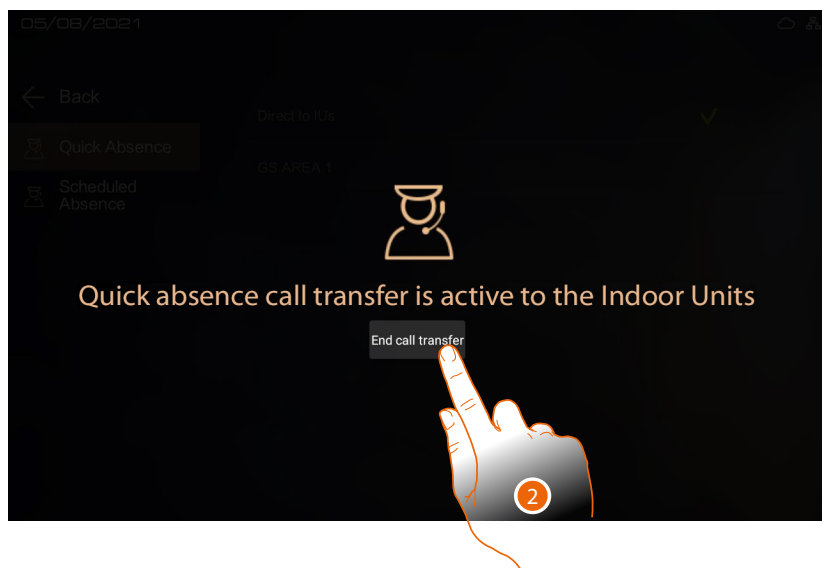 05/08/2021
Back
Direct to IUs
Quick Absence
GS AREA 1
Scheduled
Absence
Quick absence call transfer is active to the Indoor Units
End call transfer
2